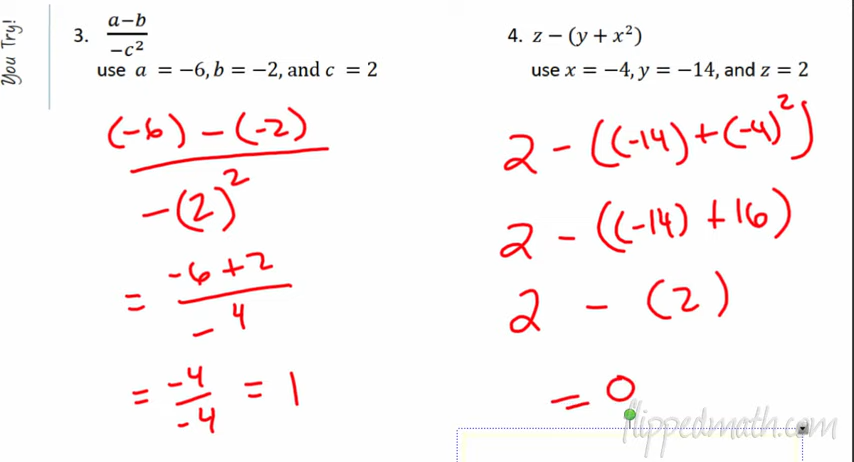 You Try!
3. (a−b)/(−c²)
use a = −6, b = −2, and c = 2
((-6) - (-2))/(-(2)²)
= (-6+2)/(-4)
= -4/-4 = 1
4. z − (y + x²)
use x = −4, y = −14, and z = 2
2 - ((-14)+(-4)²)
2 - ((-14)+16)
2 - (2)
= 0
flippedmath.com